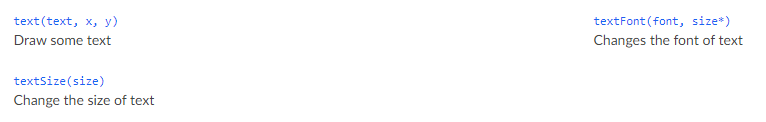 text(text, x, y)
Draw some text
textFont(font, size*)
Changes the font of text
textSize(size)
Change the size of text